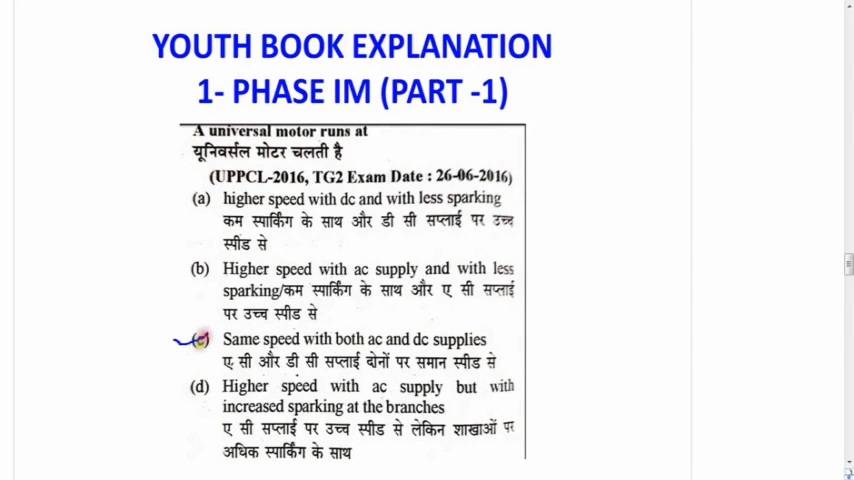 YOUTH BOOK EXPLANATION
1- PHASE IM (PART -1)
A universal motor runs at
यूनिवर्सल मोटर चलती है
(UPPCL-2016, TG2 Exam Date : 26-06-2016)
(a) higher speed with dc and with less sparking
कम स्पार्किंग के साथ और डी सी सप्लाई पर उच्च
स्पीड से
(b) Higher speed with ac supply and with less
sparking/कम स्पार्किंग के साथ और ए सी सप्लाई
पर उच्च स्पीड से
(c) Same speed with both ac and dc supplies
ए सी और डी सी सप्लाई दोनों पर समान स्पीड से
(d) Higher speed with ac supply but with
increased sparking at the branches
ए सी सप्लाई पर उच्च स्पीड से लेकिन शाखाओं पर
अधिक स्पार्किंग के साथ